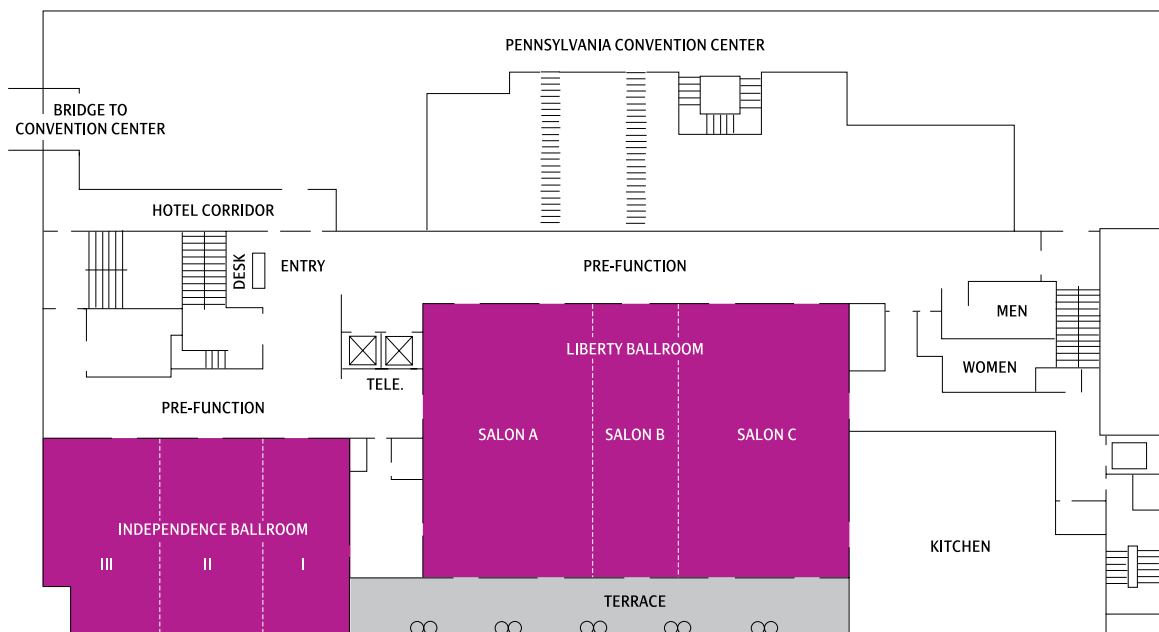 PENNSYLVANIA CONVENTION CENTER
BRIDGE TO
CONVENTION CENTER
HOTEL CORRIDOR
DESK
ENTRY
PRE-FUNCTION
MEN
LIBERTY BALLROOM
WOMEN
TELE.
PRE-FUNCTION
SALON A
SALON B
SALON C
INDEPENDENCE BALLROOM
III
II
I
KITCHEN
TERRACE